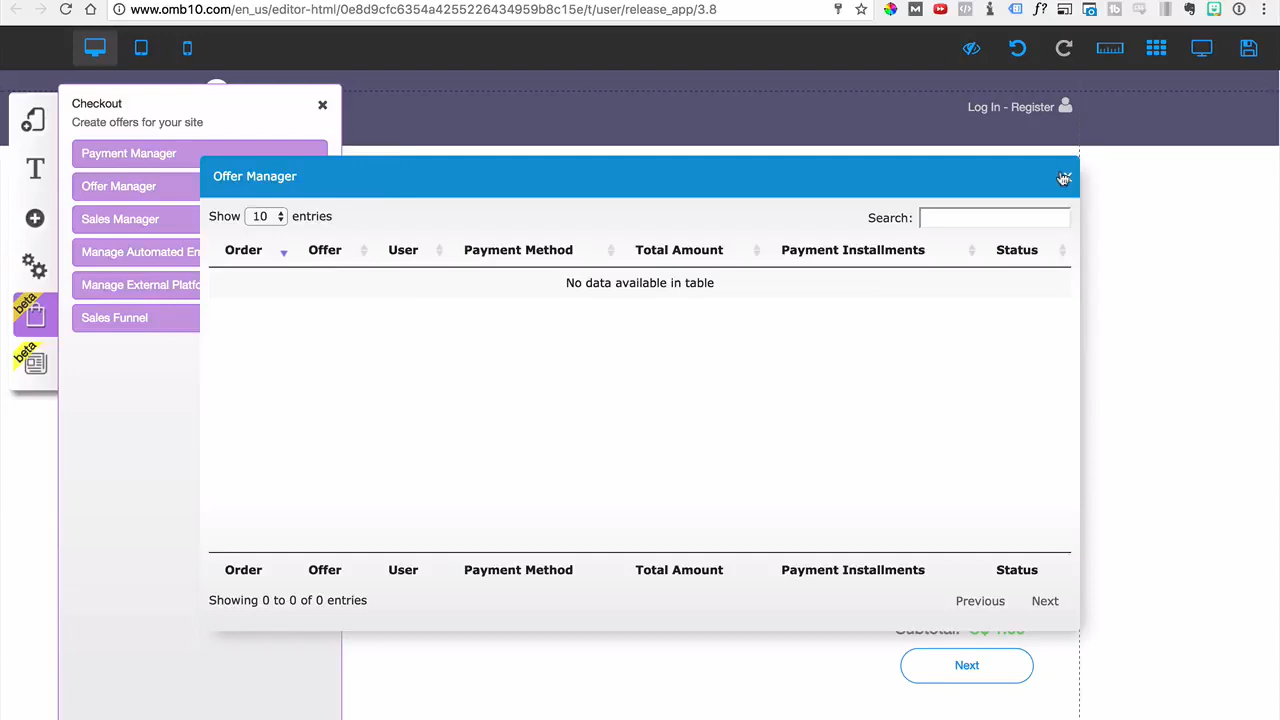 www.omb10.com/en_us/editor-html/0e8d9cfc6354a4255226434959b8c15e/t/user/release_app/3.8
Log In - Register
Checkout
Create offers for your site
Payment Manager
Offer Manager
Sales Manager
Manage Automated En
Manage External Platfo
Sales Funnel
beta
beta
Offer Manager
Show 10 entries
Search:
Order Offer User Payment Method Total Amount Payment Installments Status
No data available in table
Order Offer User Payment Method Total Amount Payment Installments Status
Showing 0 to 0 of 0 entries
Previous Next
Subtotal:
Next